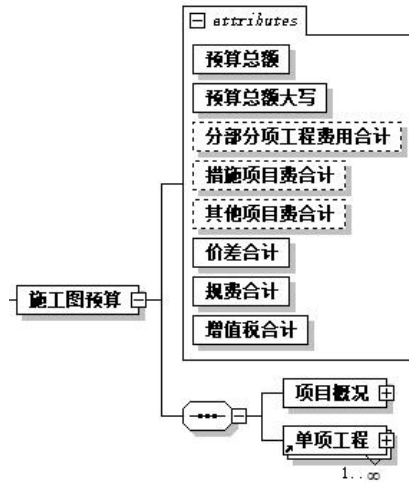 attributes
预算总额
预算总额大写
分部分项工程费用合计
措施项目费合计
其他项目费合计
价差合计
规费合计
增值税合计
施工图预算
项目概况
单项工程
1..∞